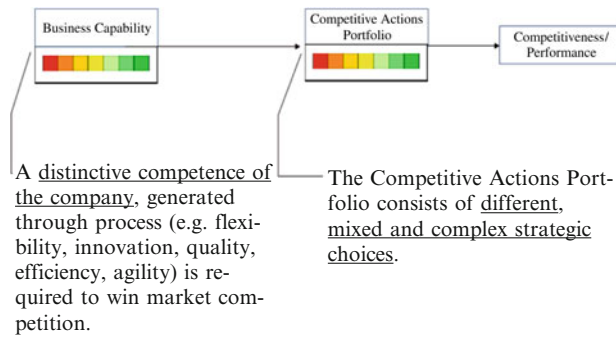 Business Capability
Competitive Actions
Portfolio
Competitiveness/
Performance
A distinctive competence of
the company, generated
through process (e.g. flexi-
bility, innovation, quality,
efficiency, agility) is re-
quired to win market com-
petition.
The Competitive Actions Port-
folio consists of different,
mixed and complex strategic
choices.